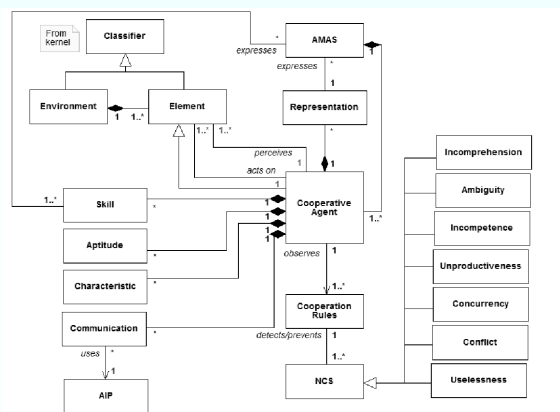 From
kernel
Classifier
*
expresses
AMAS
1
expresses
*
1
Environment
1
1..*
Element
Representation
1..*
1..*
*
perceives
1
1
acts on
1
Incomprehension
1..*
Skill
*
1
Cooperative
Agent
1..*
Ambiguity
Aptitude
*
1
1
1
observes
1
Incompetence
Characteristic
*
Unproductiveness
1..*
Communication
*
Cooperation
Rules
Concurrency
uses
*
detects/prevents
1
Conflict
1
1..*
AIP
NCS
Uselessness